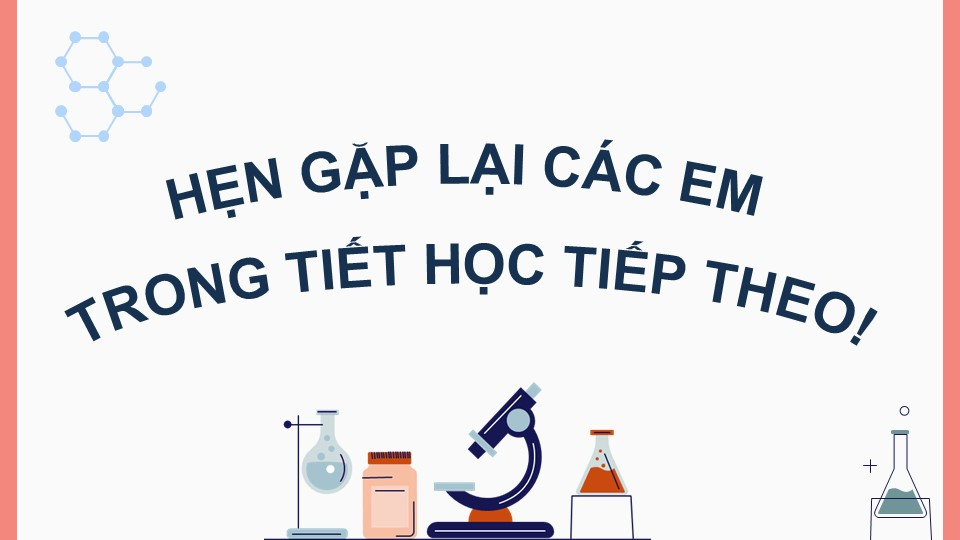 HẸN GẶP LẠI CÁC EM
TRONG TIẾT HỌC TIẾP THEO!